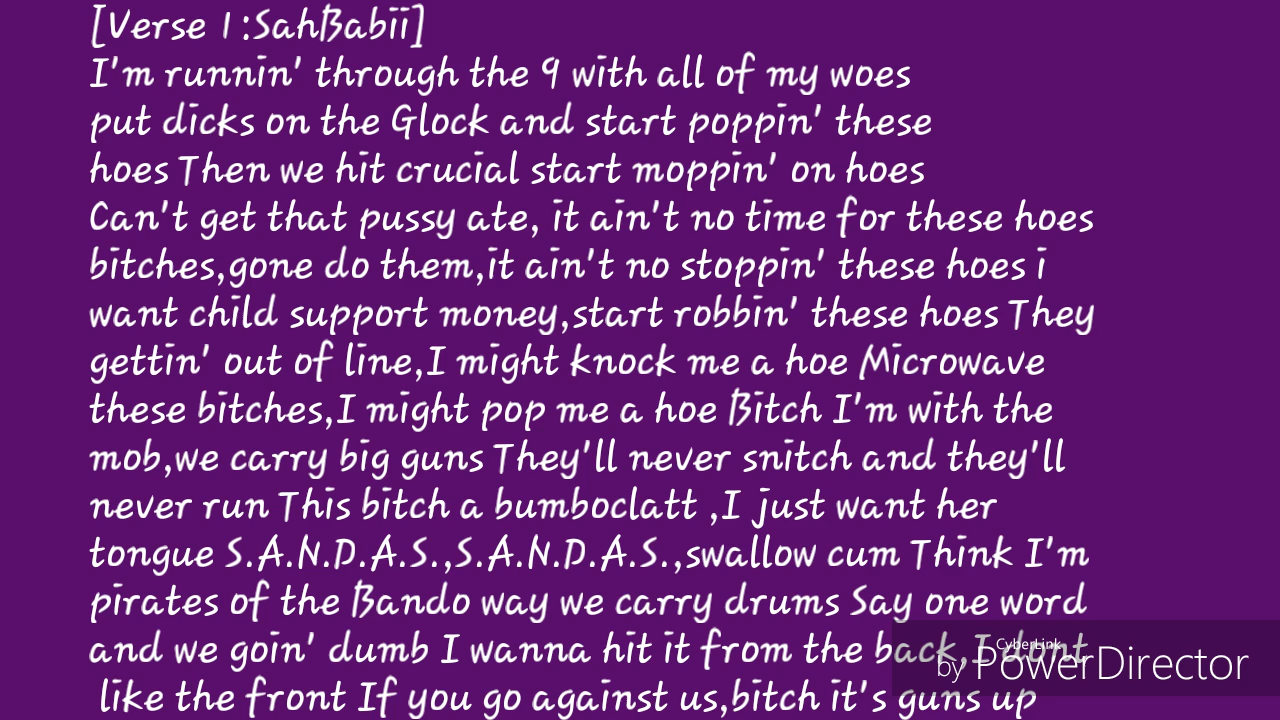 [Verse 1 :SahBabii]
I'm runnin' through the 9 with all of my woes
put dicks on the Glock and start poppin' these
hoes Then we hit crucial start moppin' on hoes
Can't get that pussy ate, it ain't no time for these hoes
bitches,gone do them,it ain't no stoppin' these hoes i
want child support money,start robbin' these hoes They
gettin' out of line,I might knock me a hoe Microwave
these bitches,I might pop me a hoe Bitch I'm with the
mob,we carry big guns They'll never snitch and they'll
never run This bitch a bumboclatt ,I just want her
tongue S.A.N.D.A.S.,S.A.N.D.A.S.,swallow cum Think I'm
pirates of the Bando way we carry drums Say one word
and we goin' dumb I wanna hit it from the back,I dont
like the front If you go against us,bitch it's guns up
CyberLink
by PowerDirector